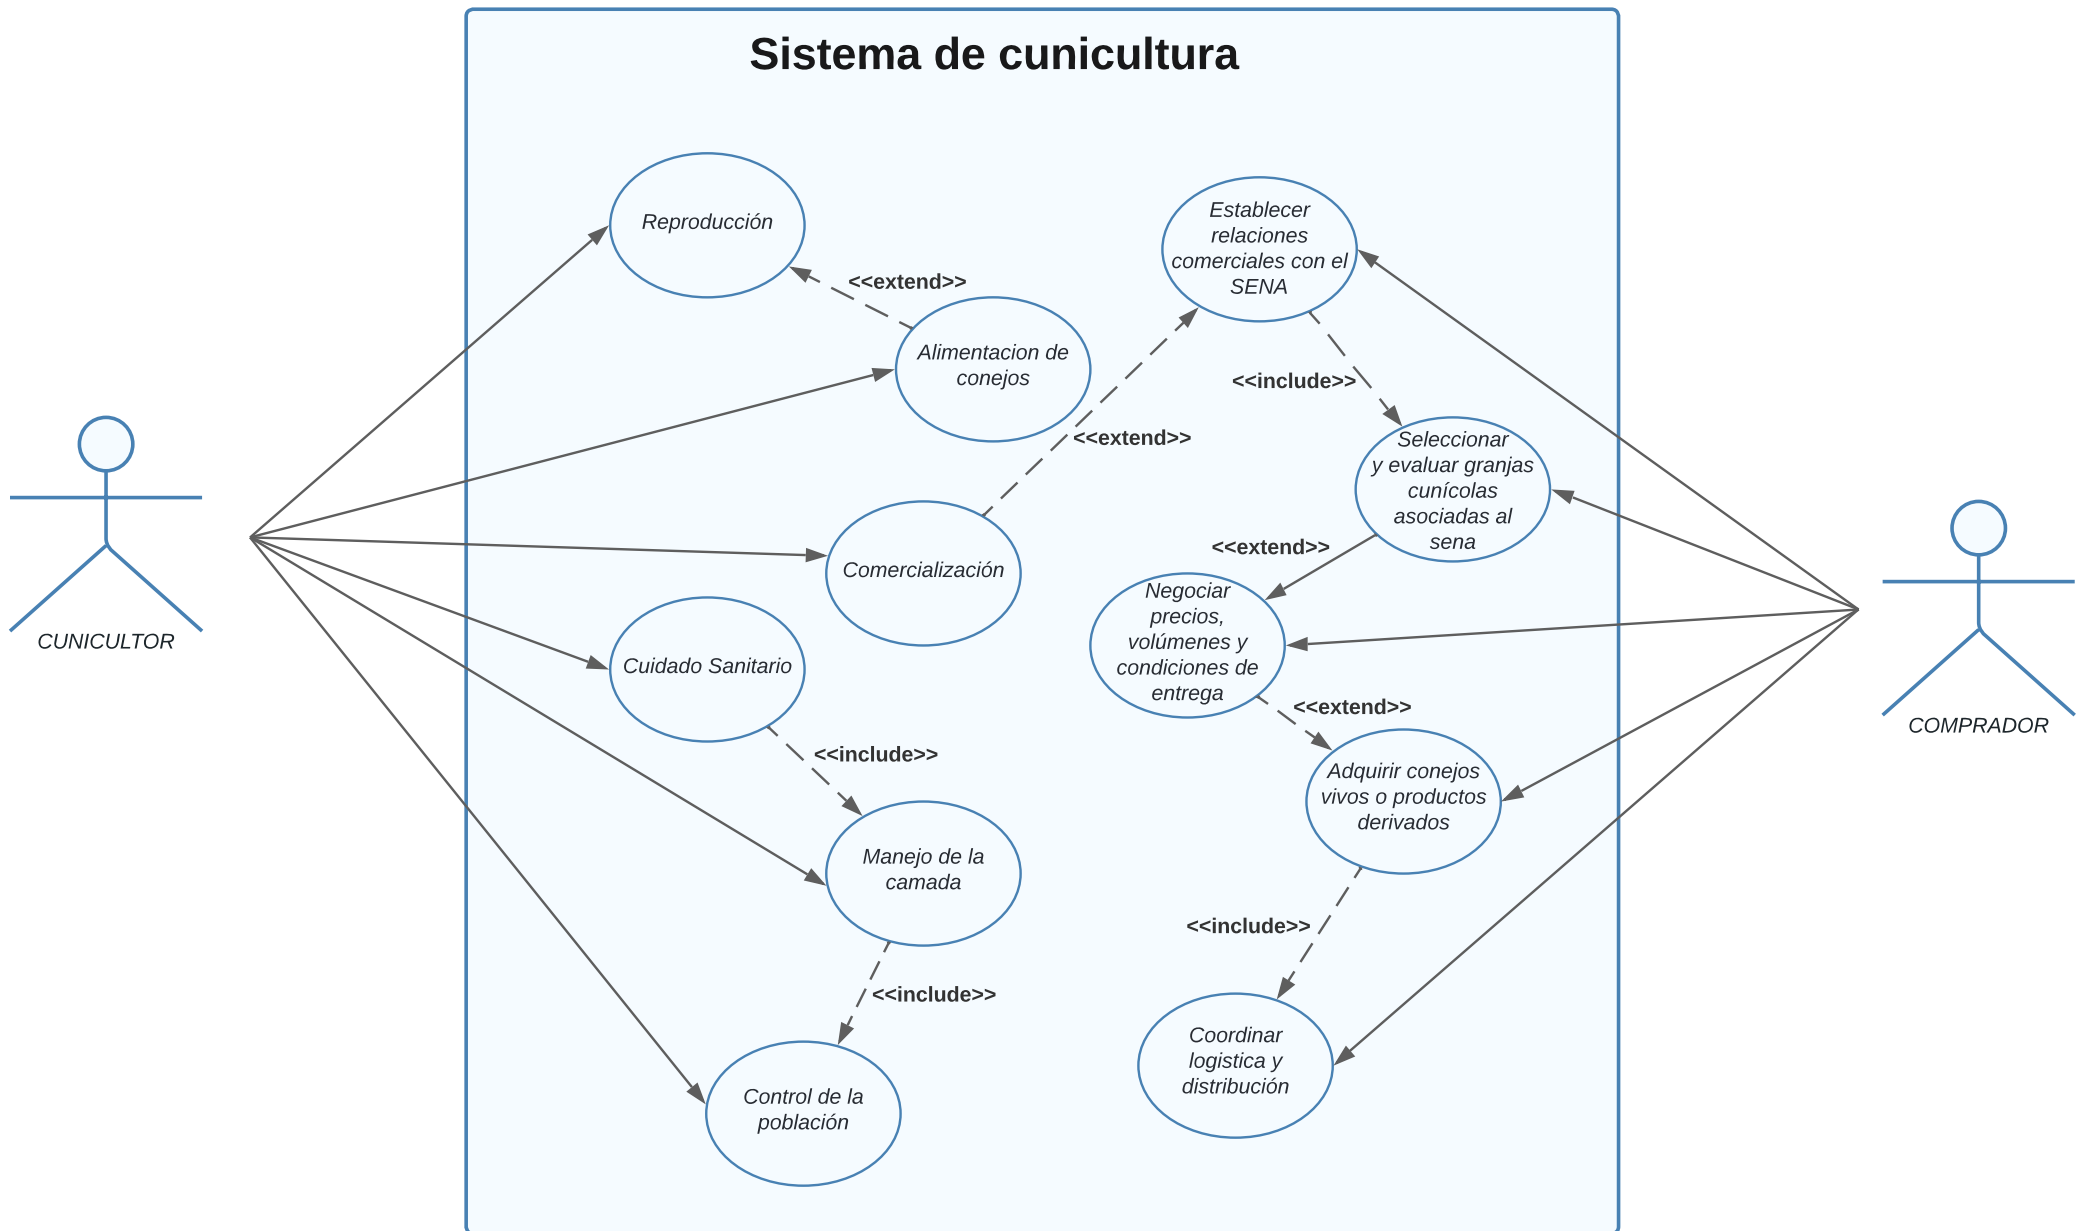 Sistema de cunicultura
Reproducción
<<extend>>
Alimentacion de
conejos
Establecer
relaciones
comerciales con el
SENA
<<include>>
<<extend>>
Seleccionar
y evaluar granjas
cunícolas
asociadas al
sena
Comercialización
<<extend>>
Negociar
precios,
volúmenes y
condiciones de
entrega
CUNICULTOR
Cuidado Sanitario
<<extend>>
COMPRADOR
<<include>>
Adquirir conejos
vivos o productos
derivados
Manejo de la
camada
<<include>>
<<include>>
Coordinar
logistica y
distribución
Control de la
población